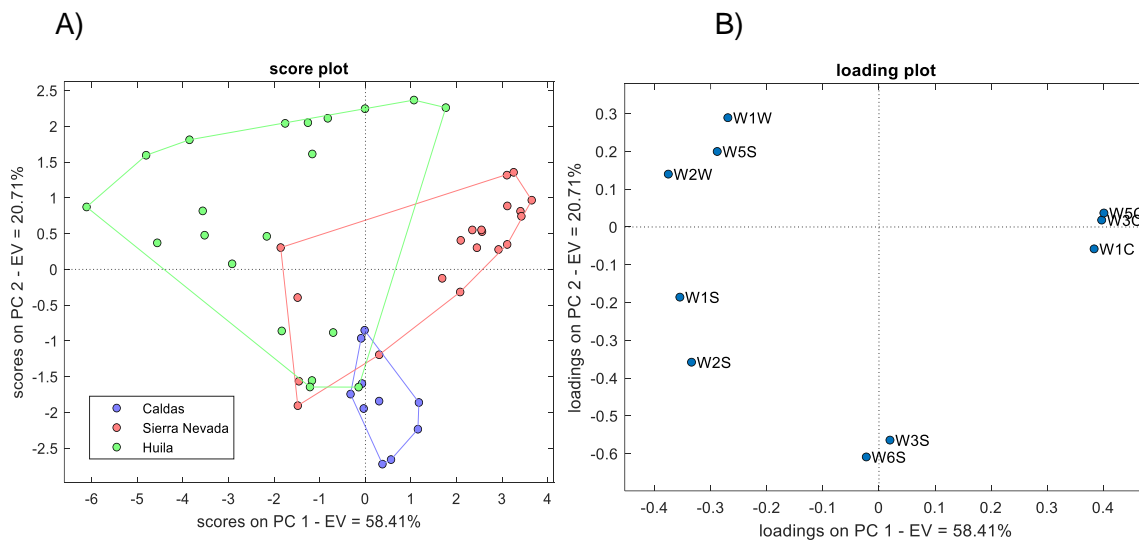 A)
B)
score plot
2.5
2
1.5
1
0.5
0
-0.5
-1
-1.5
-2
-2.5
scores on PC 2 - EV = 20.71%
Caldas
Sierra Nevada
Huila
-6 -5 -4 -3 -2 -1 0 1 2 3 4
scores on PC 1 - EV = 58.41%
loading plot
0.3
0.2
0.1
0
-0.1
-0.2
-0.3
-0.4
-0.5
-0.6
loadings on PC 2 - EV = 20.71%
W1W
W5S
W2W
W5C
W3C
W1C
W1S
W2S
W3S
W6S
-0.4 -0.3 -0.2 -0.1 0 0.1 0.2 0.3 0.4
loadings on PC 1 - EV = 58.41%